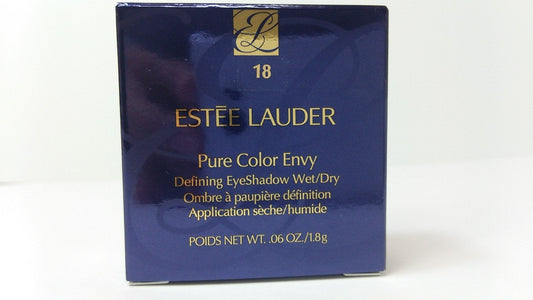 EL
18
ESTĒE LAUDER
Pure Color Envy
Defining EyeShadow Wet/Dry
Ombre à paupière définition
Application sèche/humide
POIDS NET WT. .06 OZ./1.8g